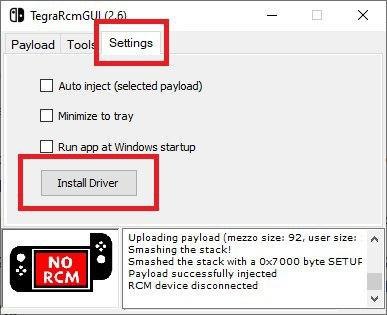 TegraRcmGUI (2.6)
Payload Tools Settings
Auto inject (selected payload)
Minimize to tray
Run app at Windows startup
Install Driver
NO
RCM
Uploading payload (mezzo size: 92, user size:
Smashing the stack!
Smashed the stack with a 0x7000 byte SETUP
Payload successfully injected
RCM device disconnected